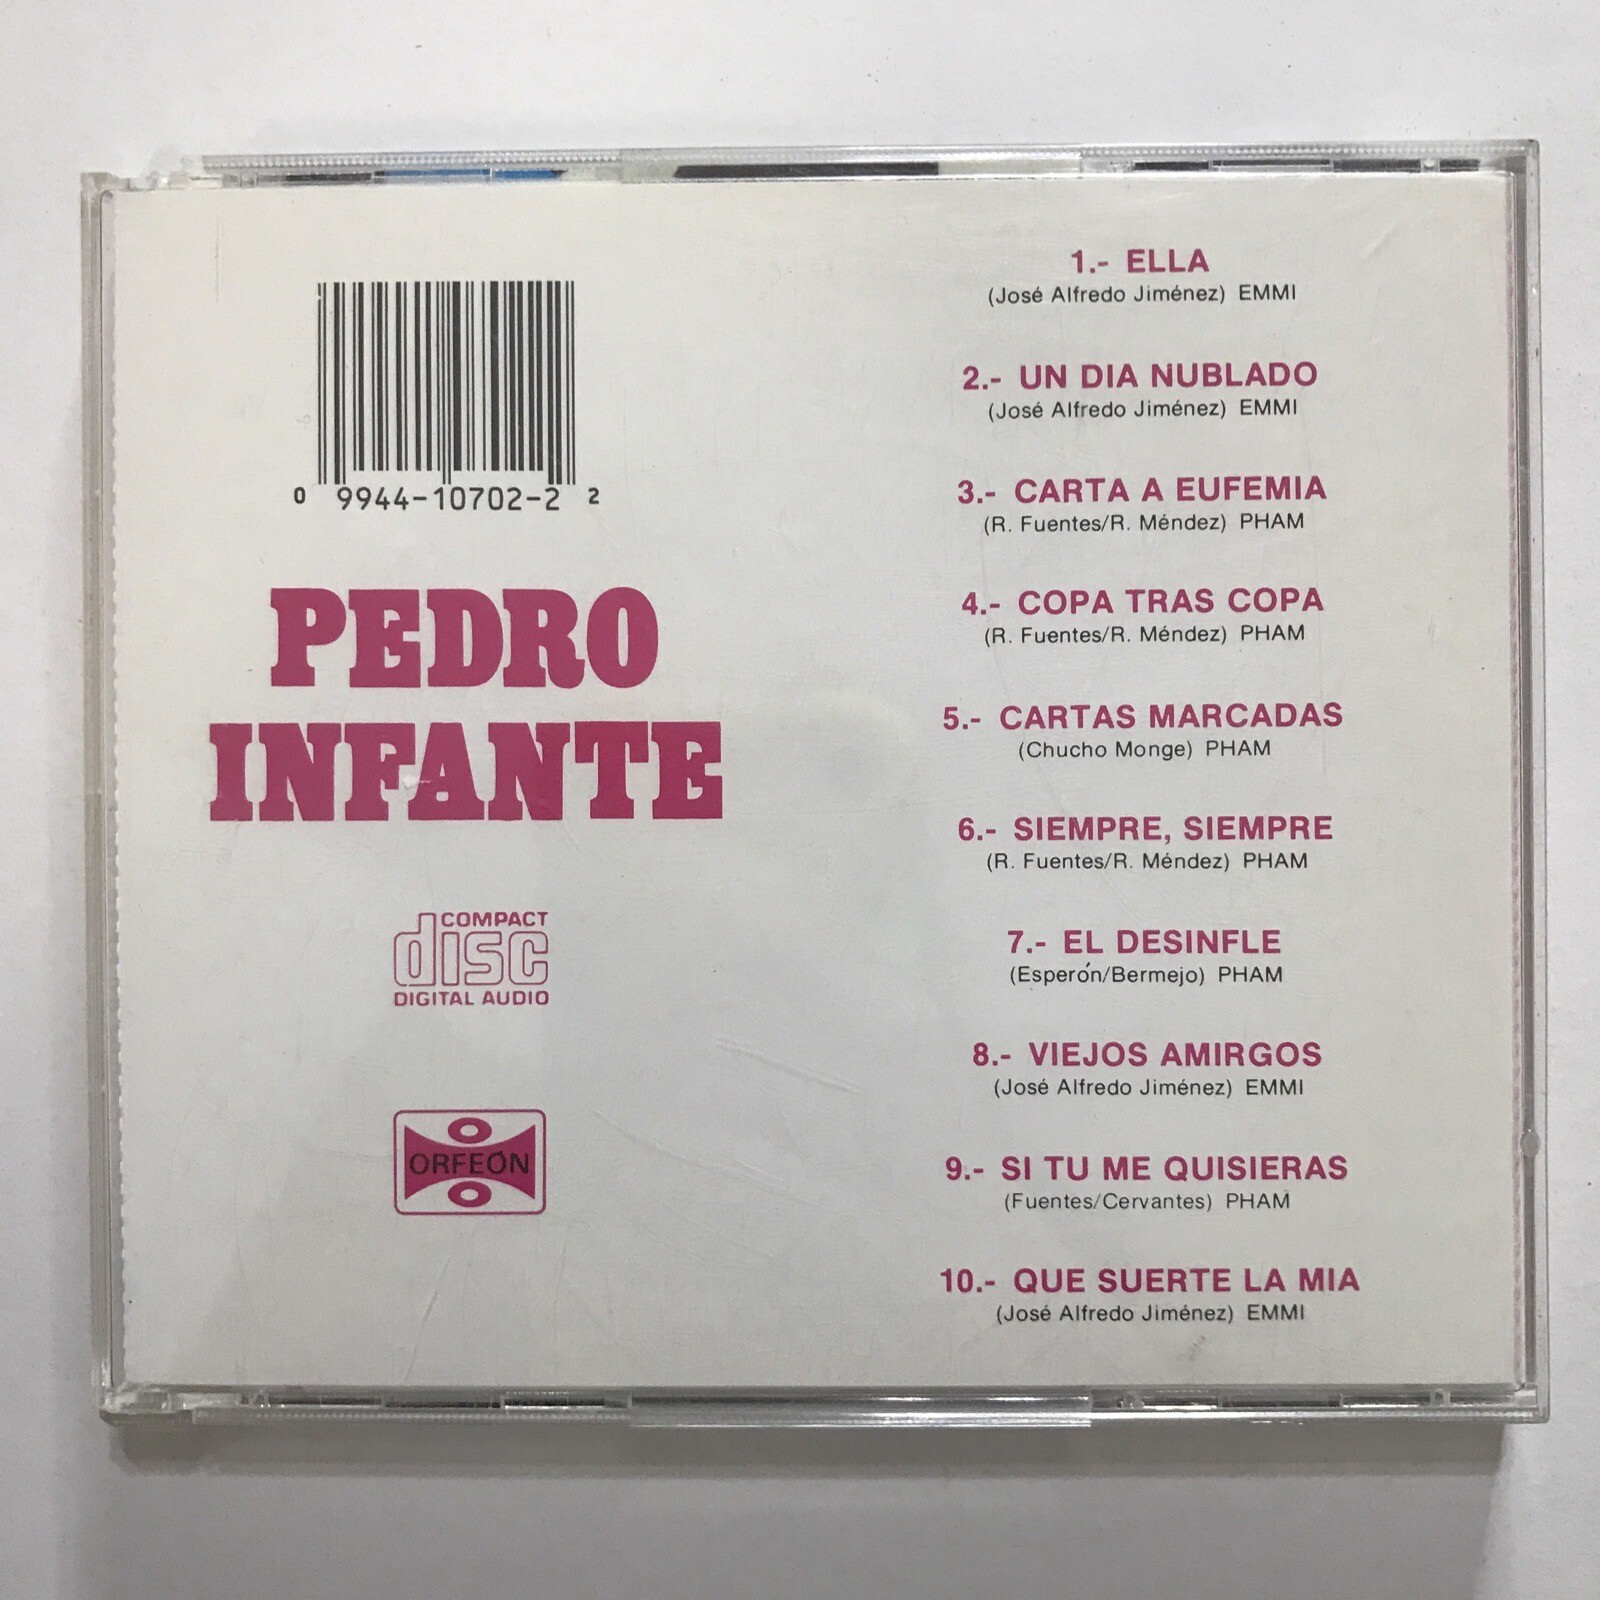 0 9944-10702-2 2
PEDRO
INFANTE
COMPACT
disc
DIGITAL AUDIO
ORFEÓN
1.- ELLA
(José Alfredo Jiménez) EMMI
2.- UN DIA NUBLADO
(José Alfredo Jiménez) EMMI
3.- CARTA A EUFEMIA
(R. Fuentes/R. Méndez) PHAM
4.- COPA TRAS COPA
(R. Fuentes/R. Méndez) PHAM
5.- CARTAS MARCADAS
(Chucho Monge) PHAM
6.- SIEMPRE, SIEMPRE
(R. Fuentes/R. Méndez) PHAM
7.- EL DESINFLE
(Esperón/Bermejo) PHAM
8.- VIEJOS AMIRGOS
(José Alfredo Jiménez) EMMI
9.- SI TU ME QUISIERAS
(Fuentes/Cervantes) PHAM
10.- QUE SUERTE LA MIA
(José Alfredo Jiménez) EMMI